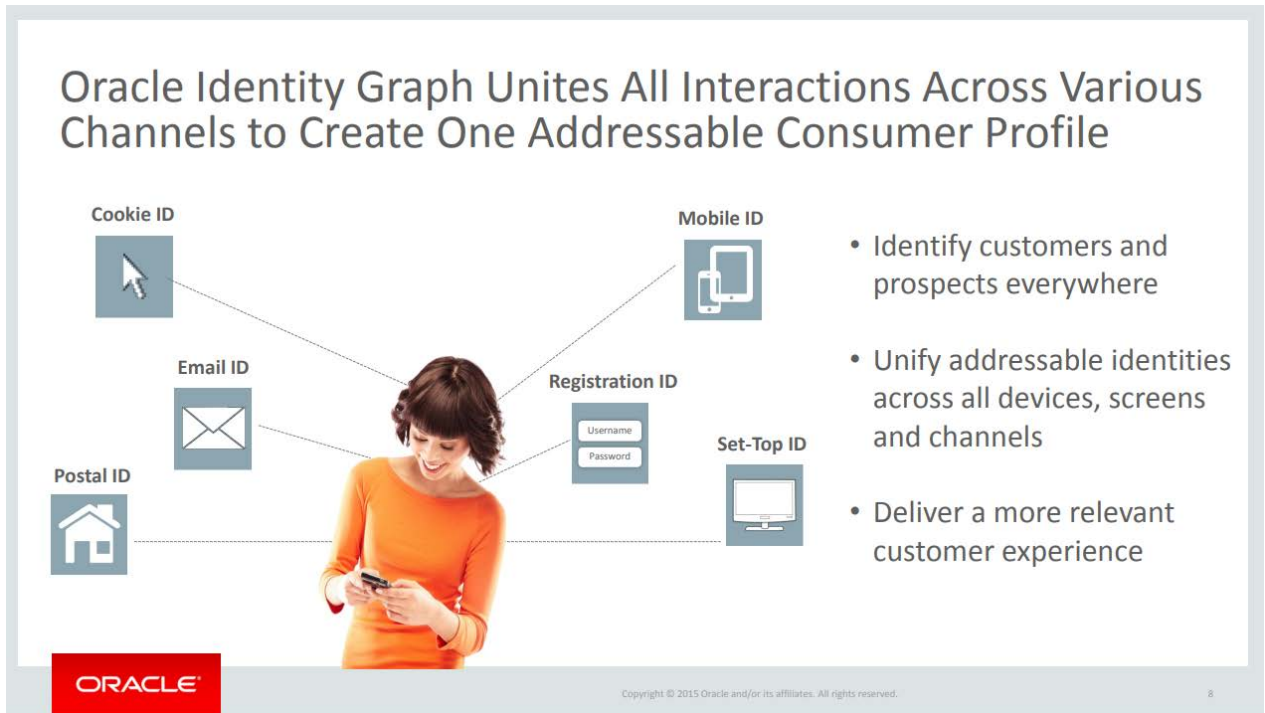 Oracle Identity Graph Unites All Interactions Across Various
Channels to Create One Addressable Consumer Profile
Cookie ID
Mobile ID
Email ID
Registration ID
Username
Password
Set-Top ID
Postal ID
• Identify customers and
prospects everywhere
• Unify addressable identities
across all devices, screens
and channels
• Deliver a more relevant
customer experience
ORACLE®
Copyright © 2015 Oracle and/or its affiliates. All rights reserved.
8